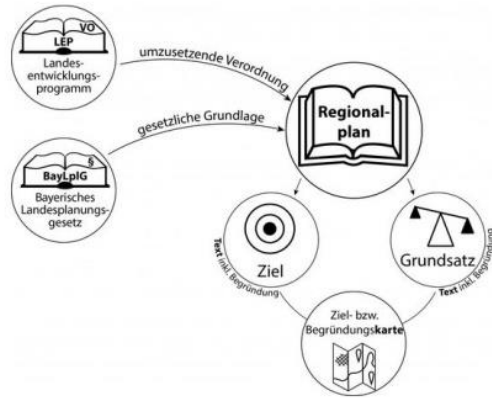 VO
LEP
Landes-
entwicklungs-
programm
umzusetzende Verordnung
gesetzliche Grundlage
§
BayLplG
Bayerisches
Landesplanungs-
gesetz
Regional-
plan
Ziel
Text inkl. Begründung
Grundsatz
Text inkl. Begründung
Ziel- bzw.
Begründungskarte